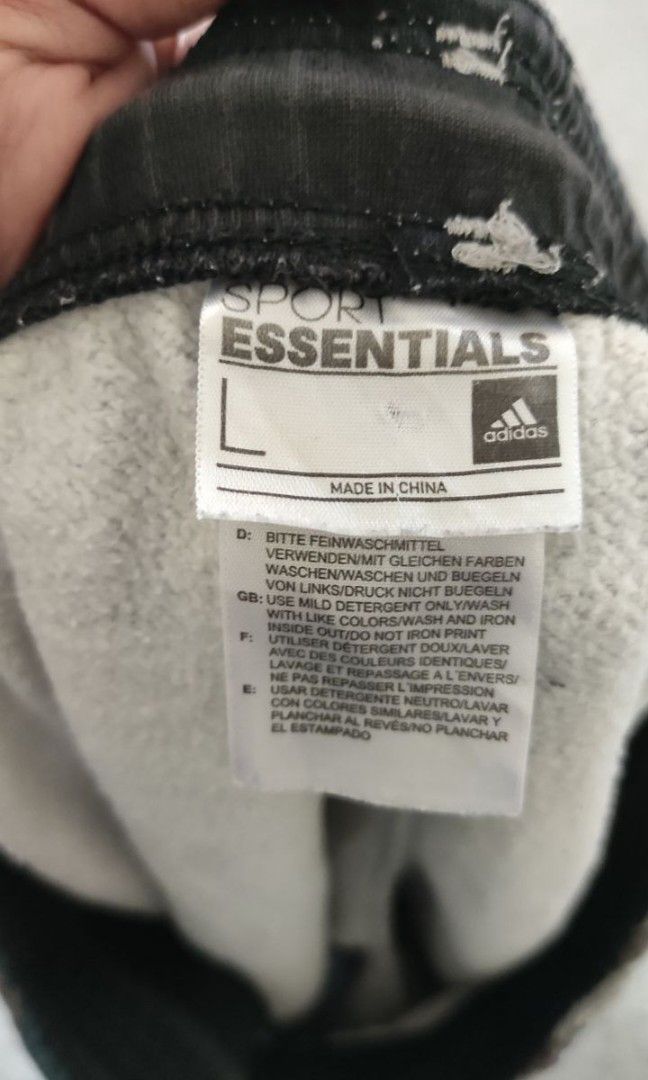 SPORT
ESSENTIALS
L
adidas
MADE IN CHINA
D: BITTE FEINWASCHMITTEL
VERWENDEN/MIT GLEICHEN FARBEN
WASCHEN/WASCHEN UND BUEGELN
VON LINKS/DRUCK NICHT BUEGELN
GB: USE MILD DETERGENT ONLY/WASH
WITH LIKE COLORS/WASH AND IRON
INSIDE OUT/DO NOT IRON PRINT
F: UTILISER DÉTERGENT DOUX/LAVER
AVEC DES COULEURS IDENTIQUES/
LAVAGE ET REPASSAGE A L'ENVERS/
NE PAS REPASSER L'IMPRESSION
E: USAR DETERGENTE NEUTRO/LAVAR
CON COLORES SIMILARES/LAVAR Y
PLANCHAR AL REVÉS/NO PLANCHAR
EL ESTAMPADO